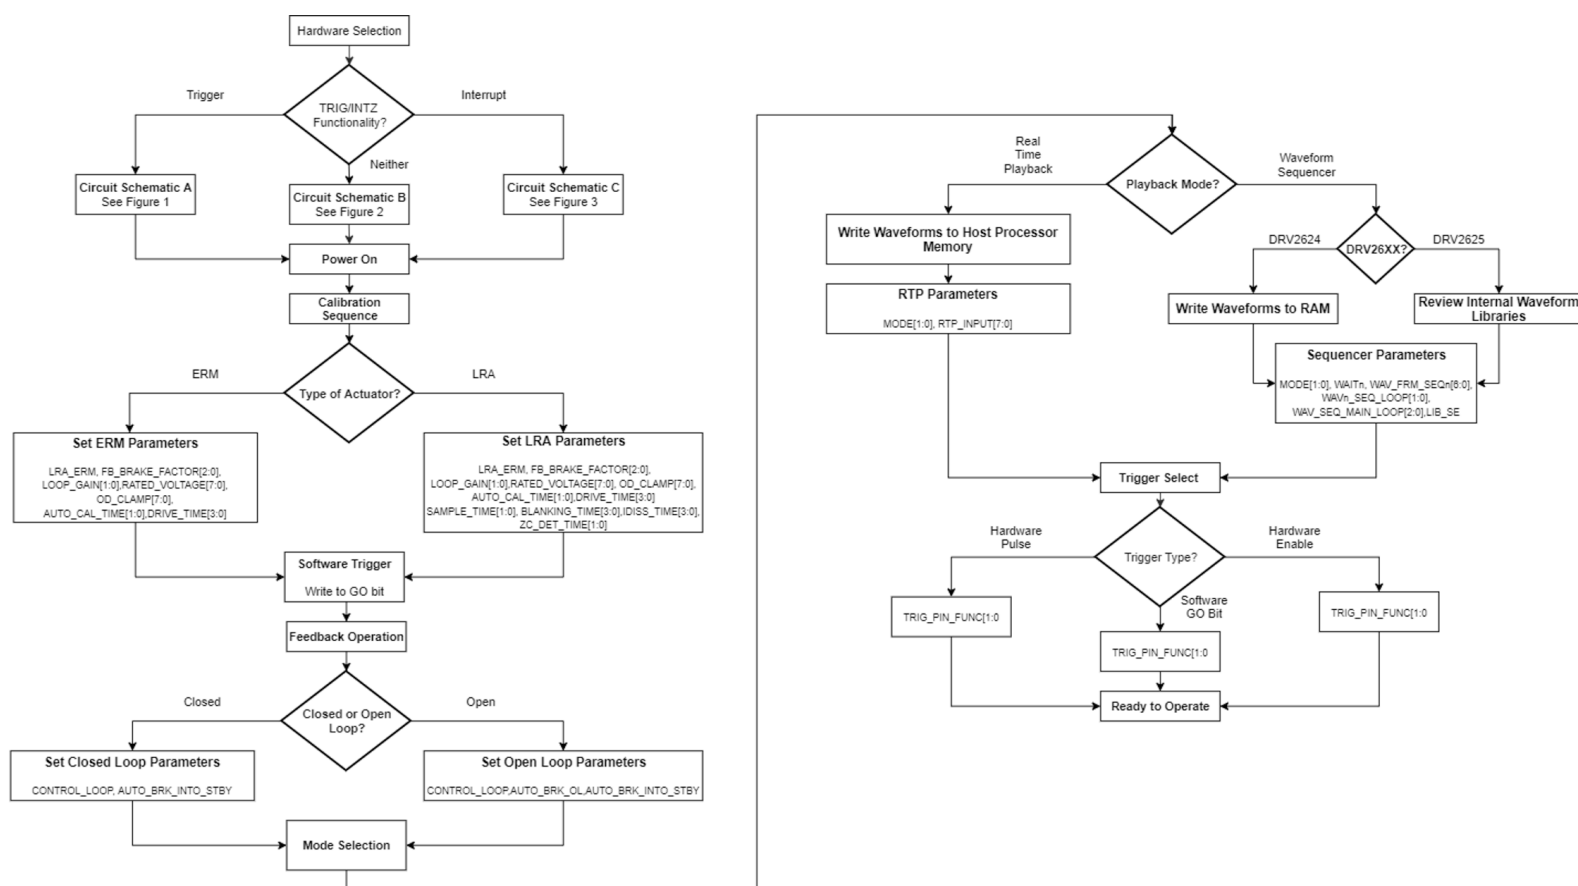 Hardware Selection
Trigger
TRIG/INTZ
Functionality?
Interrupt
Neither
Circuit Schematic A
See Figure 1
Circuit Schematic B
See Figure 2
Circuit Schematic C
See Figure 3
Power On
Calibration
Sequence
ERM
Type of Actuator?
LRA
Set ERM Parameters
LRA_ERM, FB_BRAKE_FACTOR[2:0],
LOOP_GAIN[1:0],RATED_VOLTAGE[7:0],
OD_CLAMP[7:0],
AUTO_CAL_TIME[1:0],DRIVE_TIME[3:0]
Set LRA Parameters
LRA_ERM, FB_BRAKE_FACTOR[2:0],
LOOP_GAIN[1:0],RATED_VOLTAGE[7:0], OD_CLAMP[7:0],
AUTO_CAL_TIME[1:0],DRIVE_TIME[3:0]
SAMPLE_TIME[1:0], BLANKING_TIME[3:0],IDISS_TIME[3:0],
ZC_DET_TIME[1:0]
Software Trigger
Write to GO bit
Feedback Operation
Closed
Closed or Open
Loop?
Open
Set Closed Loop Parameters
CONTROL_LOOP, AUTO_BRK_INTO_STBY
Set Open Loop Parameters
CONTROL_LOOP,AUTO_BRK_OL,AUTO_BRK_INTO_STBY
Mode Selection
Real
Time
Playback
Playback Mode?
Waveform
Sequencer
Write Waveforms to Host Processor
Memory
RTP Parameters
MODE[1:0], RTP_INPUT[7:0]
DRV2624
DRV26XX?
DRV2625
Write Waveforms to RAM
Review Internal Waveform
Libraries
Sequencer Parameters
MODE[1:0], WAITn, WAV_FRM_SEQn[6:0],
WAVn_SEQ_LOOP[1:0],
WAV_SEQ_MAIN_LOOP[2:0],LIB_SE
Trigger Select
Hardware
Pulse
Trigger Type?
Hardware
Enable
Software
GO Bit
TRIG_PIN_FUNC[1:0
TRIG_PIN_FUNC[1:0
TRIG_PIN_FUNC[1:0
Ready to Operate